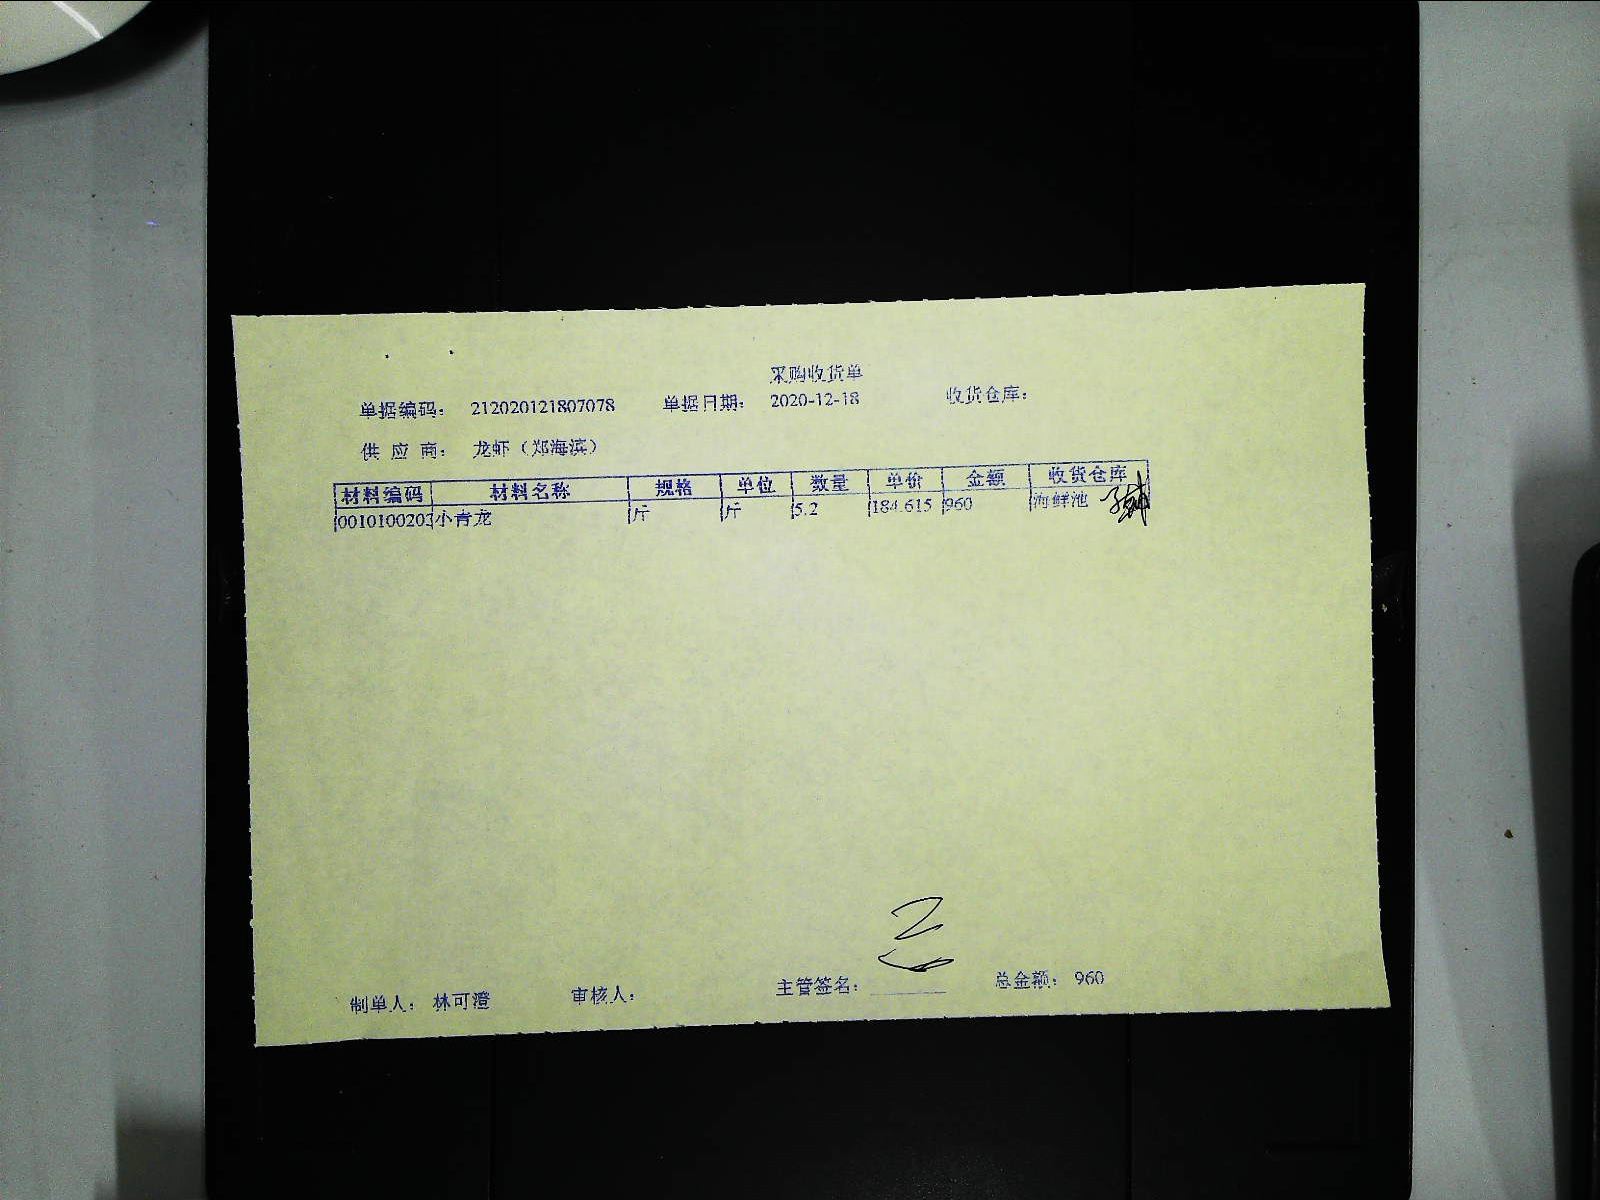 采购收货单
单据编码： 212020121807078 单据日期： 2020-12-18 收货仓库：
供 应 商： 龙虾（郑海滨）
材料编码 材料名称 规格 单位 数量 单价 金额 收货仓库
0010100203 小青龙 斤 斤 5.2 184.615 960 海鲜池
制单人： 林可澄 审核人： 主管签名： 总金额： 960